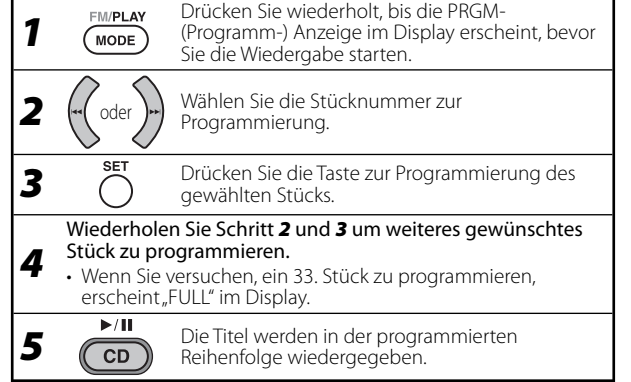 1
FM/PLAY
MODE
Drücken Sie wiederholt, bis die PRGM-
(Programm-) Anzeige im Display erscheint, bevor
Sie die Wiedergabe starten.
2
oder
Wählen Sie die Stücknummer zur
Programmierung.
3
SET
Drücken Sie die Taste zur Programmierung des
gewählten Stücks.
4
Wiederholen Sie Schritt 2 und 3 um weiteres gewünschtes
Stück zu programmieren.
• Wenn Sie versuchen, ein 33. Stück zu programmieren,
erscheint „FULL“ im Display.
5
CD
Die Titel werden in der programmierten
Reihenfolge wiedergegeben.